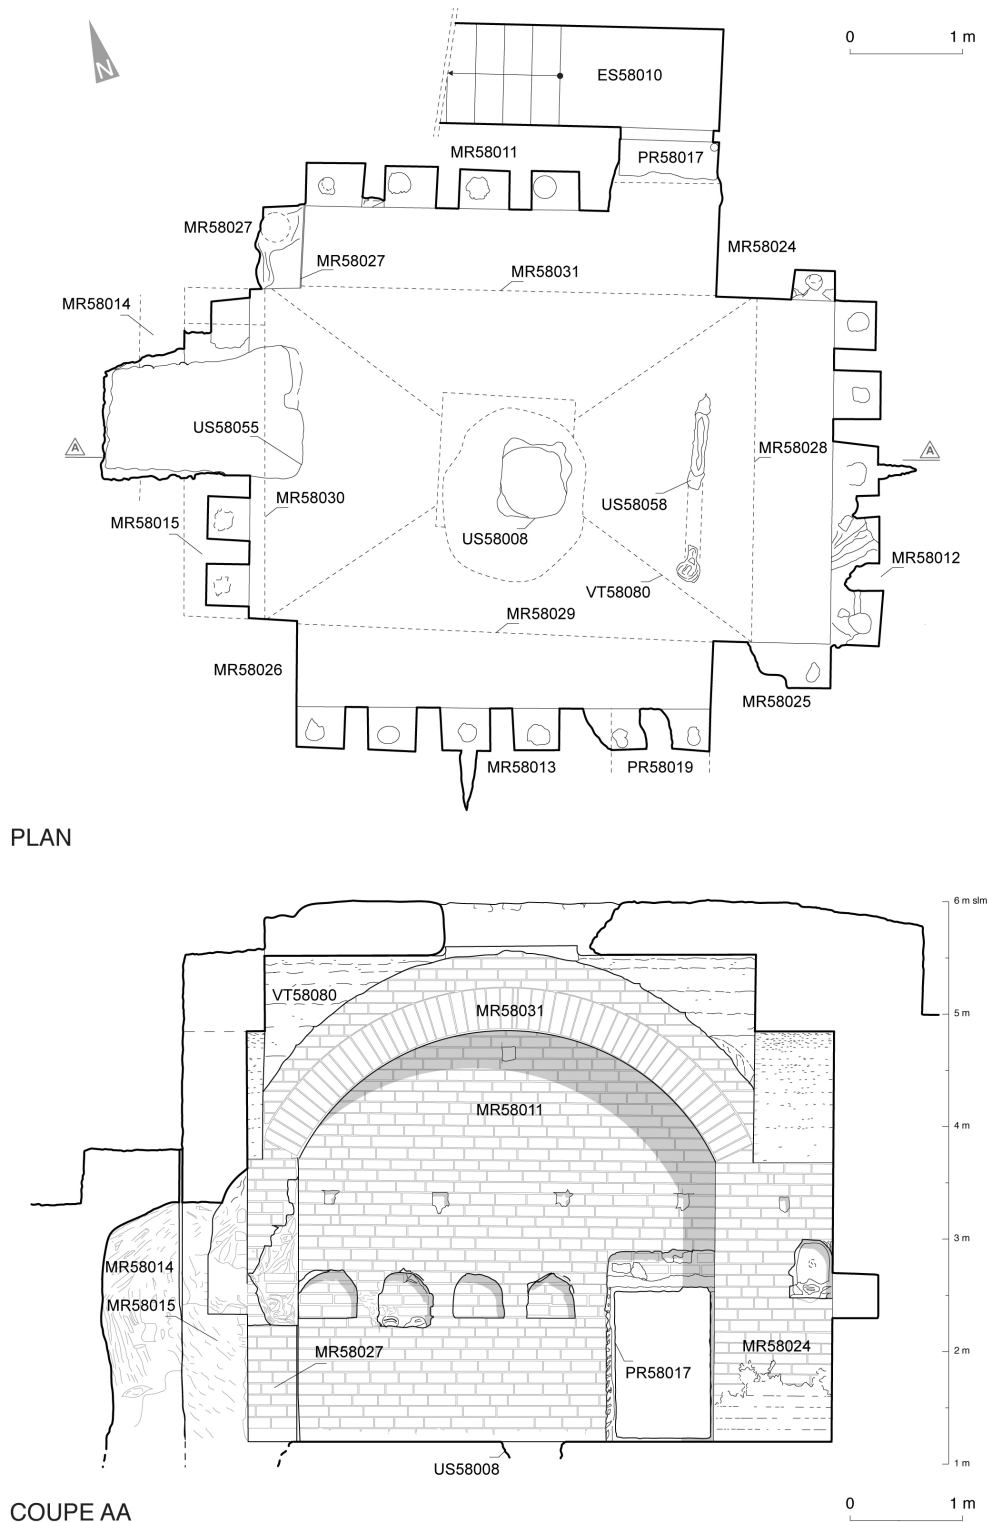 0 1 m
N
ES58010
MR58011
PR58017
MR58027
MR58024
MR58027
MR58031
MR58014
US58055
MR58028
A
A
MR58030
US58058
MR58015
US58008
MR58012
VT58080
MR58029
MR58026
MR58025
MR58013
PR58019
PLAN
6 m slm
VT58080
MR58031
5 m
MR58011
4 m
3 m
MR58014
MR58015
MR58027
MR58024
2 m
PR58017
US58008
1 m
COUPE AA
0 1 m